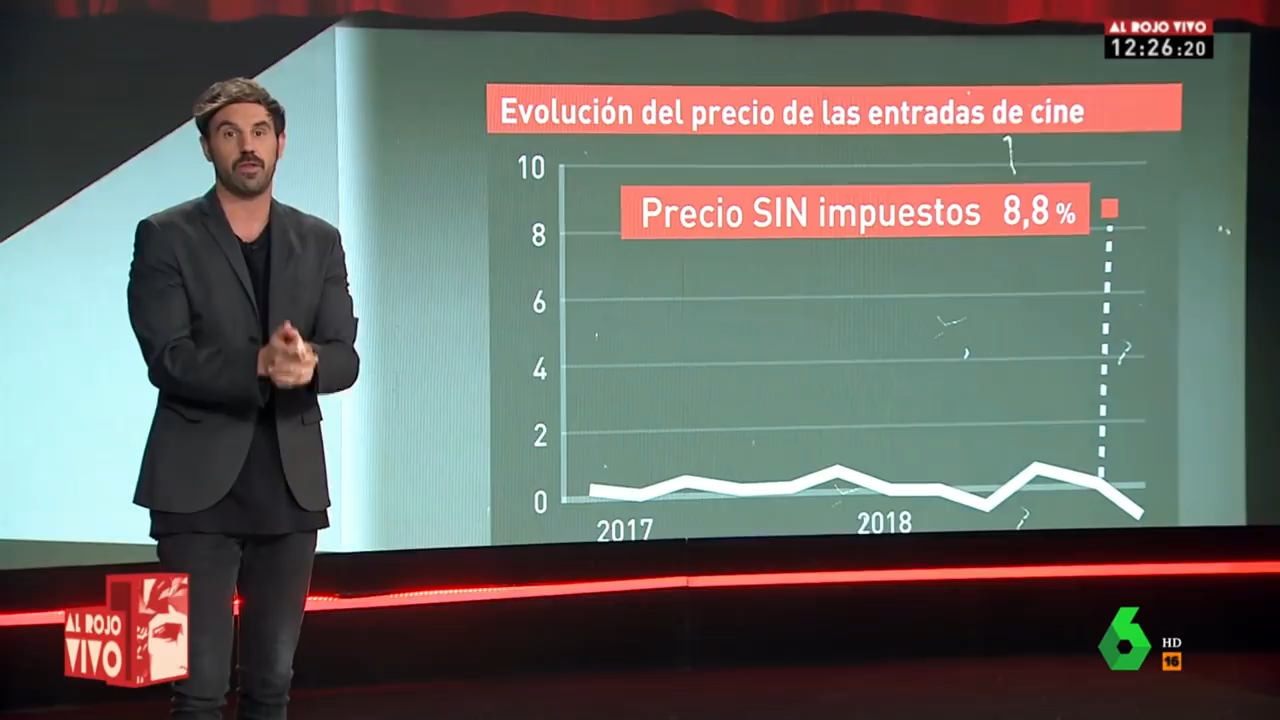 AL ROJO VIVO
12:26:20
Evolución del precio de las entradas de cine
10
Precio SIN impuestos 8,8 %
8
6
4
2
0
2017
2018
AL ROJO
VIVO
6
HD
16